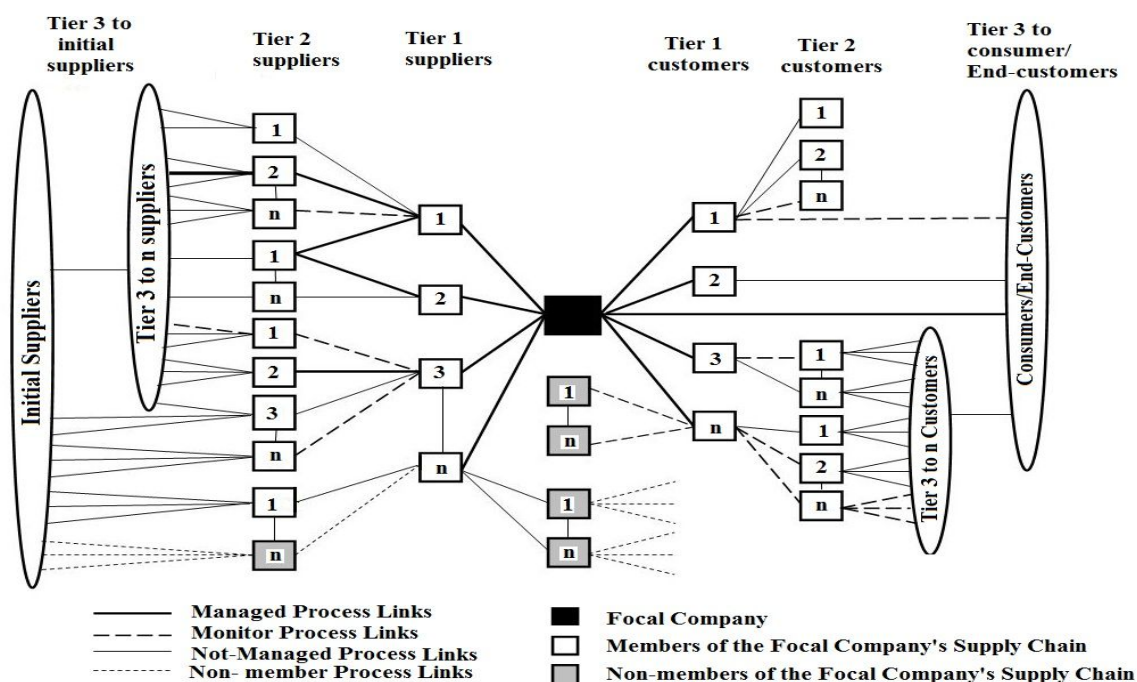 Tier 3 to
initial
suppliers
Tier 2
suppliers
Tier 1
suppliers
Tier 1
customers
Tier 2
customers
Tier 3 to
consumer/
End-customers
Initial Suppliers
Tier 3 to n suppliers
1
2
n
1
n
1
2
3
n
1
n
1
2
3
n
1
n
1
n
1
2
3
n
1
2
n
1
n
1
2
n
Tier 3 to n Customers
Consumers/End-Customers
Managed Process Links
Monitor Process Links
Not-Managed Process Links
Non- member Process Links
Focal Company
Members of the Focal Company's Supply Chain
Non-members of the Focal Company's Supply Chain